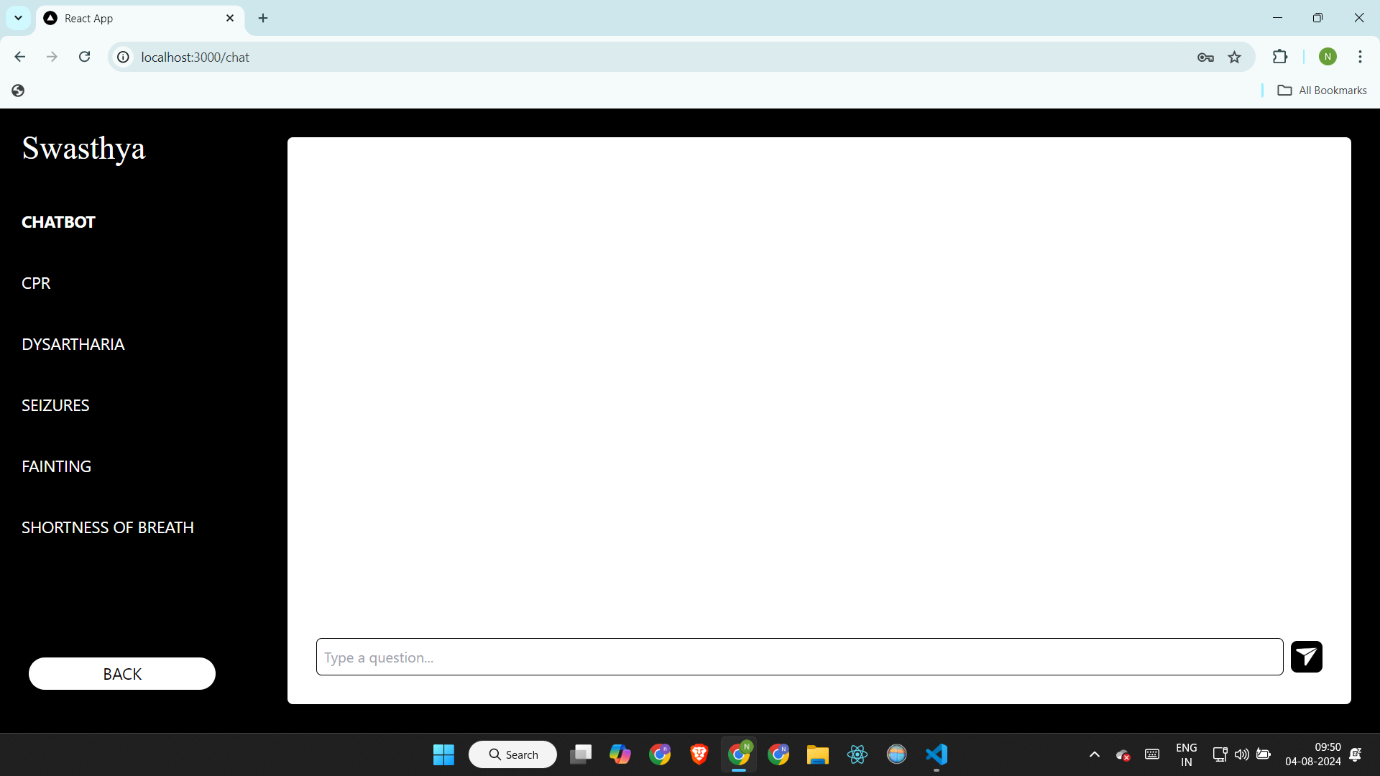 React App
localhost:3000/chat
N
All Bookmarks
Swasthya
CHATBOT
CPR
DYSARTHARIA
SEIZURES
FAINTING
SHORTNESS OF BREATH
BACK
Type a question...
Search
N
ENG
IN
09:50
04-08-2024